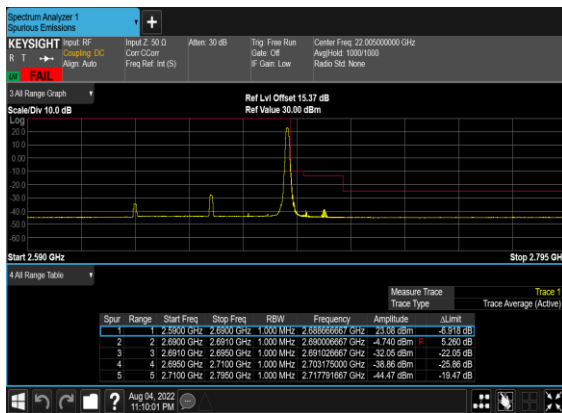 Spectrum Analyzer 1
Spurious Emissions
KEYSIGHT Input: RF Input Z: 50 Ω Atten: 30 dB Trig: Free Run Center Freq: 22.005000000 GHz
R T Coupling: DC Corr CCorr Gate: Off Avg|Hold: 1000/1000
Align: Auto Freq Ref: Int (S) IF Gain: Low Radio Std: None
FAIL
3 All Range Graph
Ref Lvl Offset 15.37 dB
Scale/Div 10.0 dB Ref Value 30.00 dBm
Log
20.0
10.0
0.00
-10.0
-20.0
-30.0
-40.0
-50.0
-60.0
Start 2.590 GHz Stop 2.795 GH
4 All Range Table
Measure Trace Trace 1
Trace Type Trace Average (Active)
Spur Range Start Freq Stop Freq RBW Frequency Amplitude ΔLimit
1 1 2.5900 GHz 2.6900 GHz 1.000 MHz 2.688666667 GHz 23.08 dBm -6.918 dB
2 2 2.6900 GHz 2.6910 GHz 1.000 MHz 2.690006667 GHz -4.740 dBm F 5.260 dB
3 3 2.6910 GHz 2.6950 GHz 1.000 MHz 2.691026667 GHz -32.05 dBm -22.05 dB
4 4 2.6950 GHz 2.7100 GHz 1.000 MHz 2.703175000 GHz -38.86 dBm -25.86 dB
5 5 2.7100 GHz 2.7950 GHz 1.000 MHz 2.717791667 GHz -44.47 dBm -19.47 dB
Aug 04, 2022
11:10:01 PM